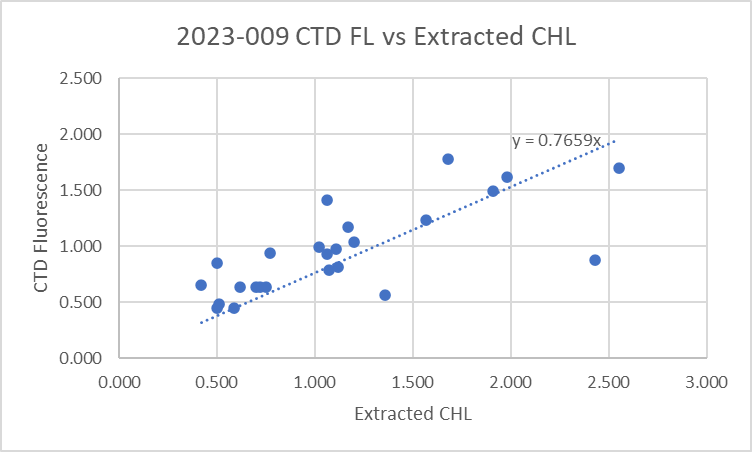 2023-009 CTD FL vs Extracted CHL
2.500
2.000
1.500
1.000
0.500
0.000
CTD Fluorescence
y = 0.7659x
0.000 0.500 1.000 1.500 2.000 2.500 3.000
Extracted CHL